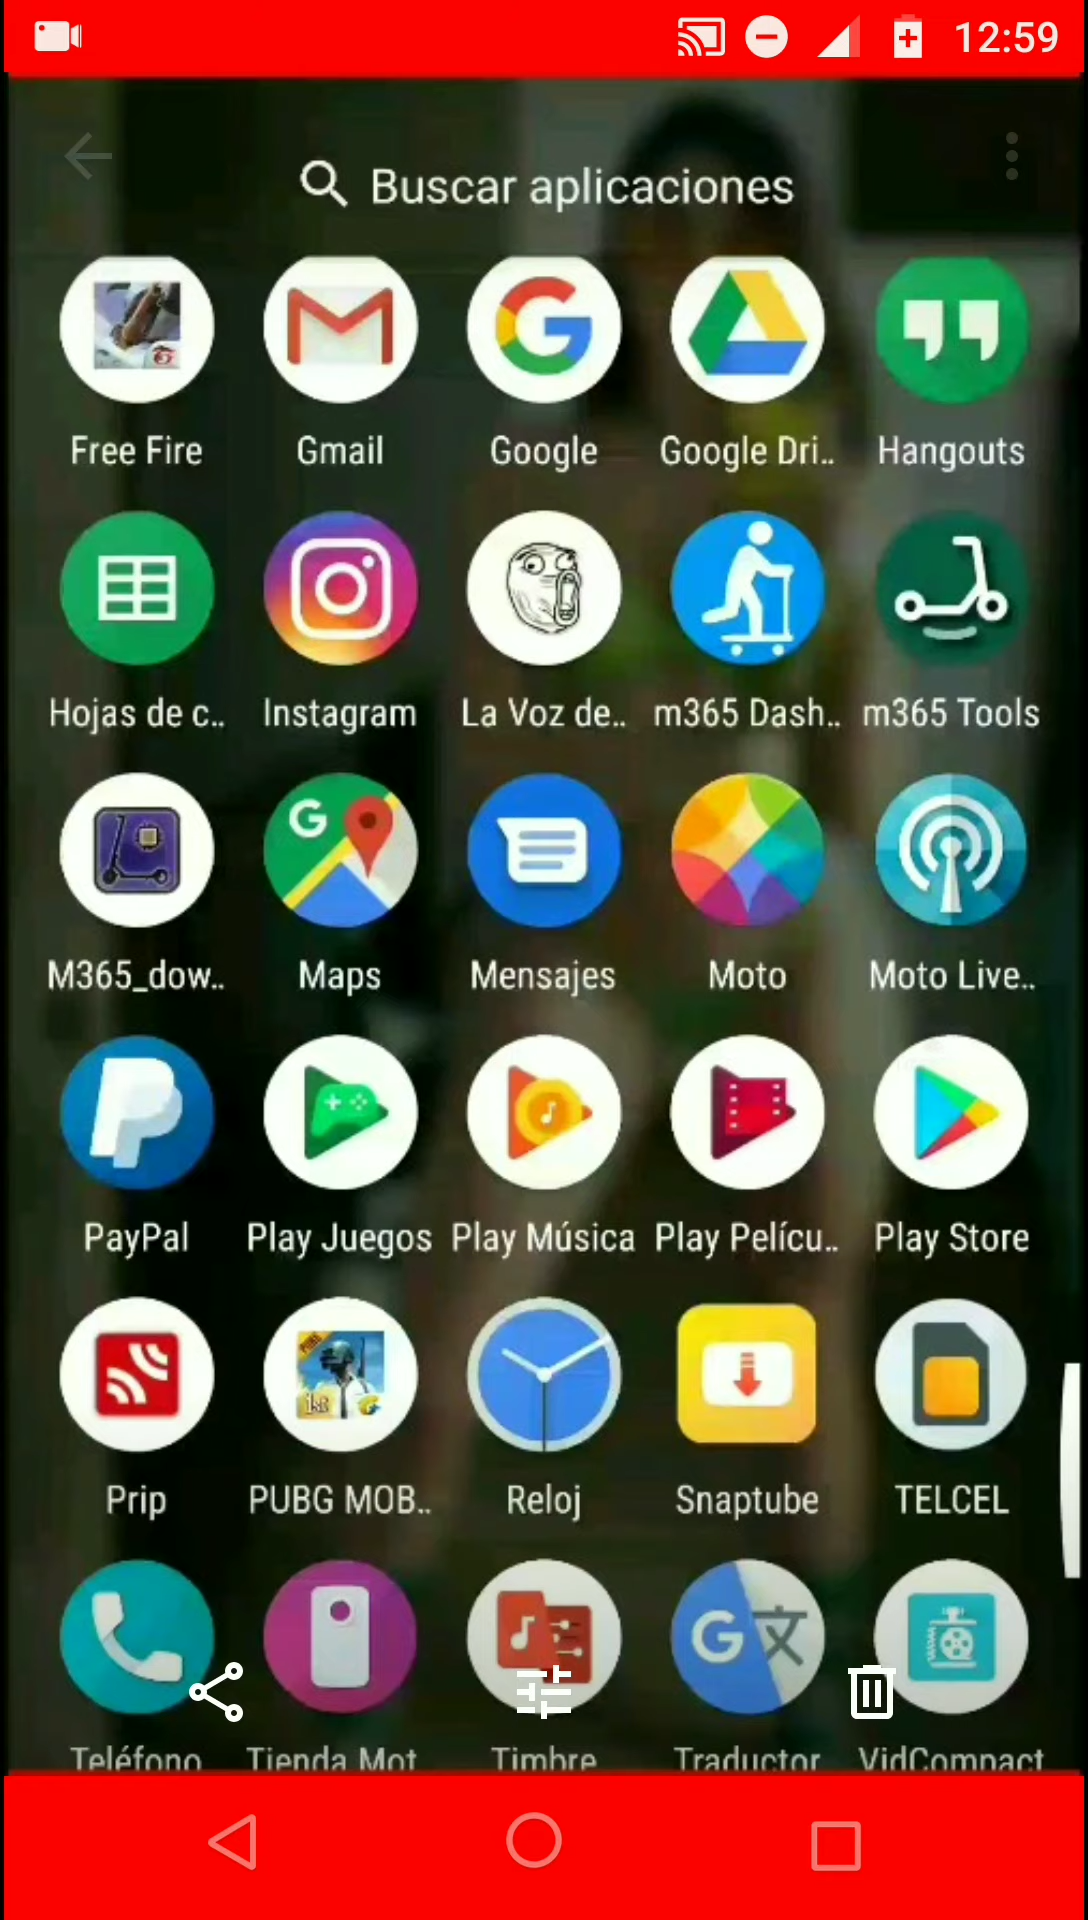 12:59
Buscar aplicaciones
Free Fire Gmail Google Google Dri.. Hangouts
Hojas de c.. Instagram La Voz de.. m365 Dash.. m365 Tools
M365_dow.. Maps Mensajes Moto Moto Live..
PayPal Play Juegos Play Música Play Pelícu.. Play Store
PUBG
1st
Prip PUBG MOB.. Reloj Snaptube TELCEL
Teléfono Tienda Mot Timbre Traductor VidCompact